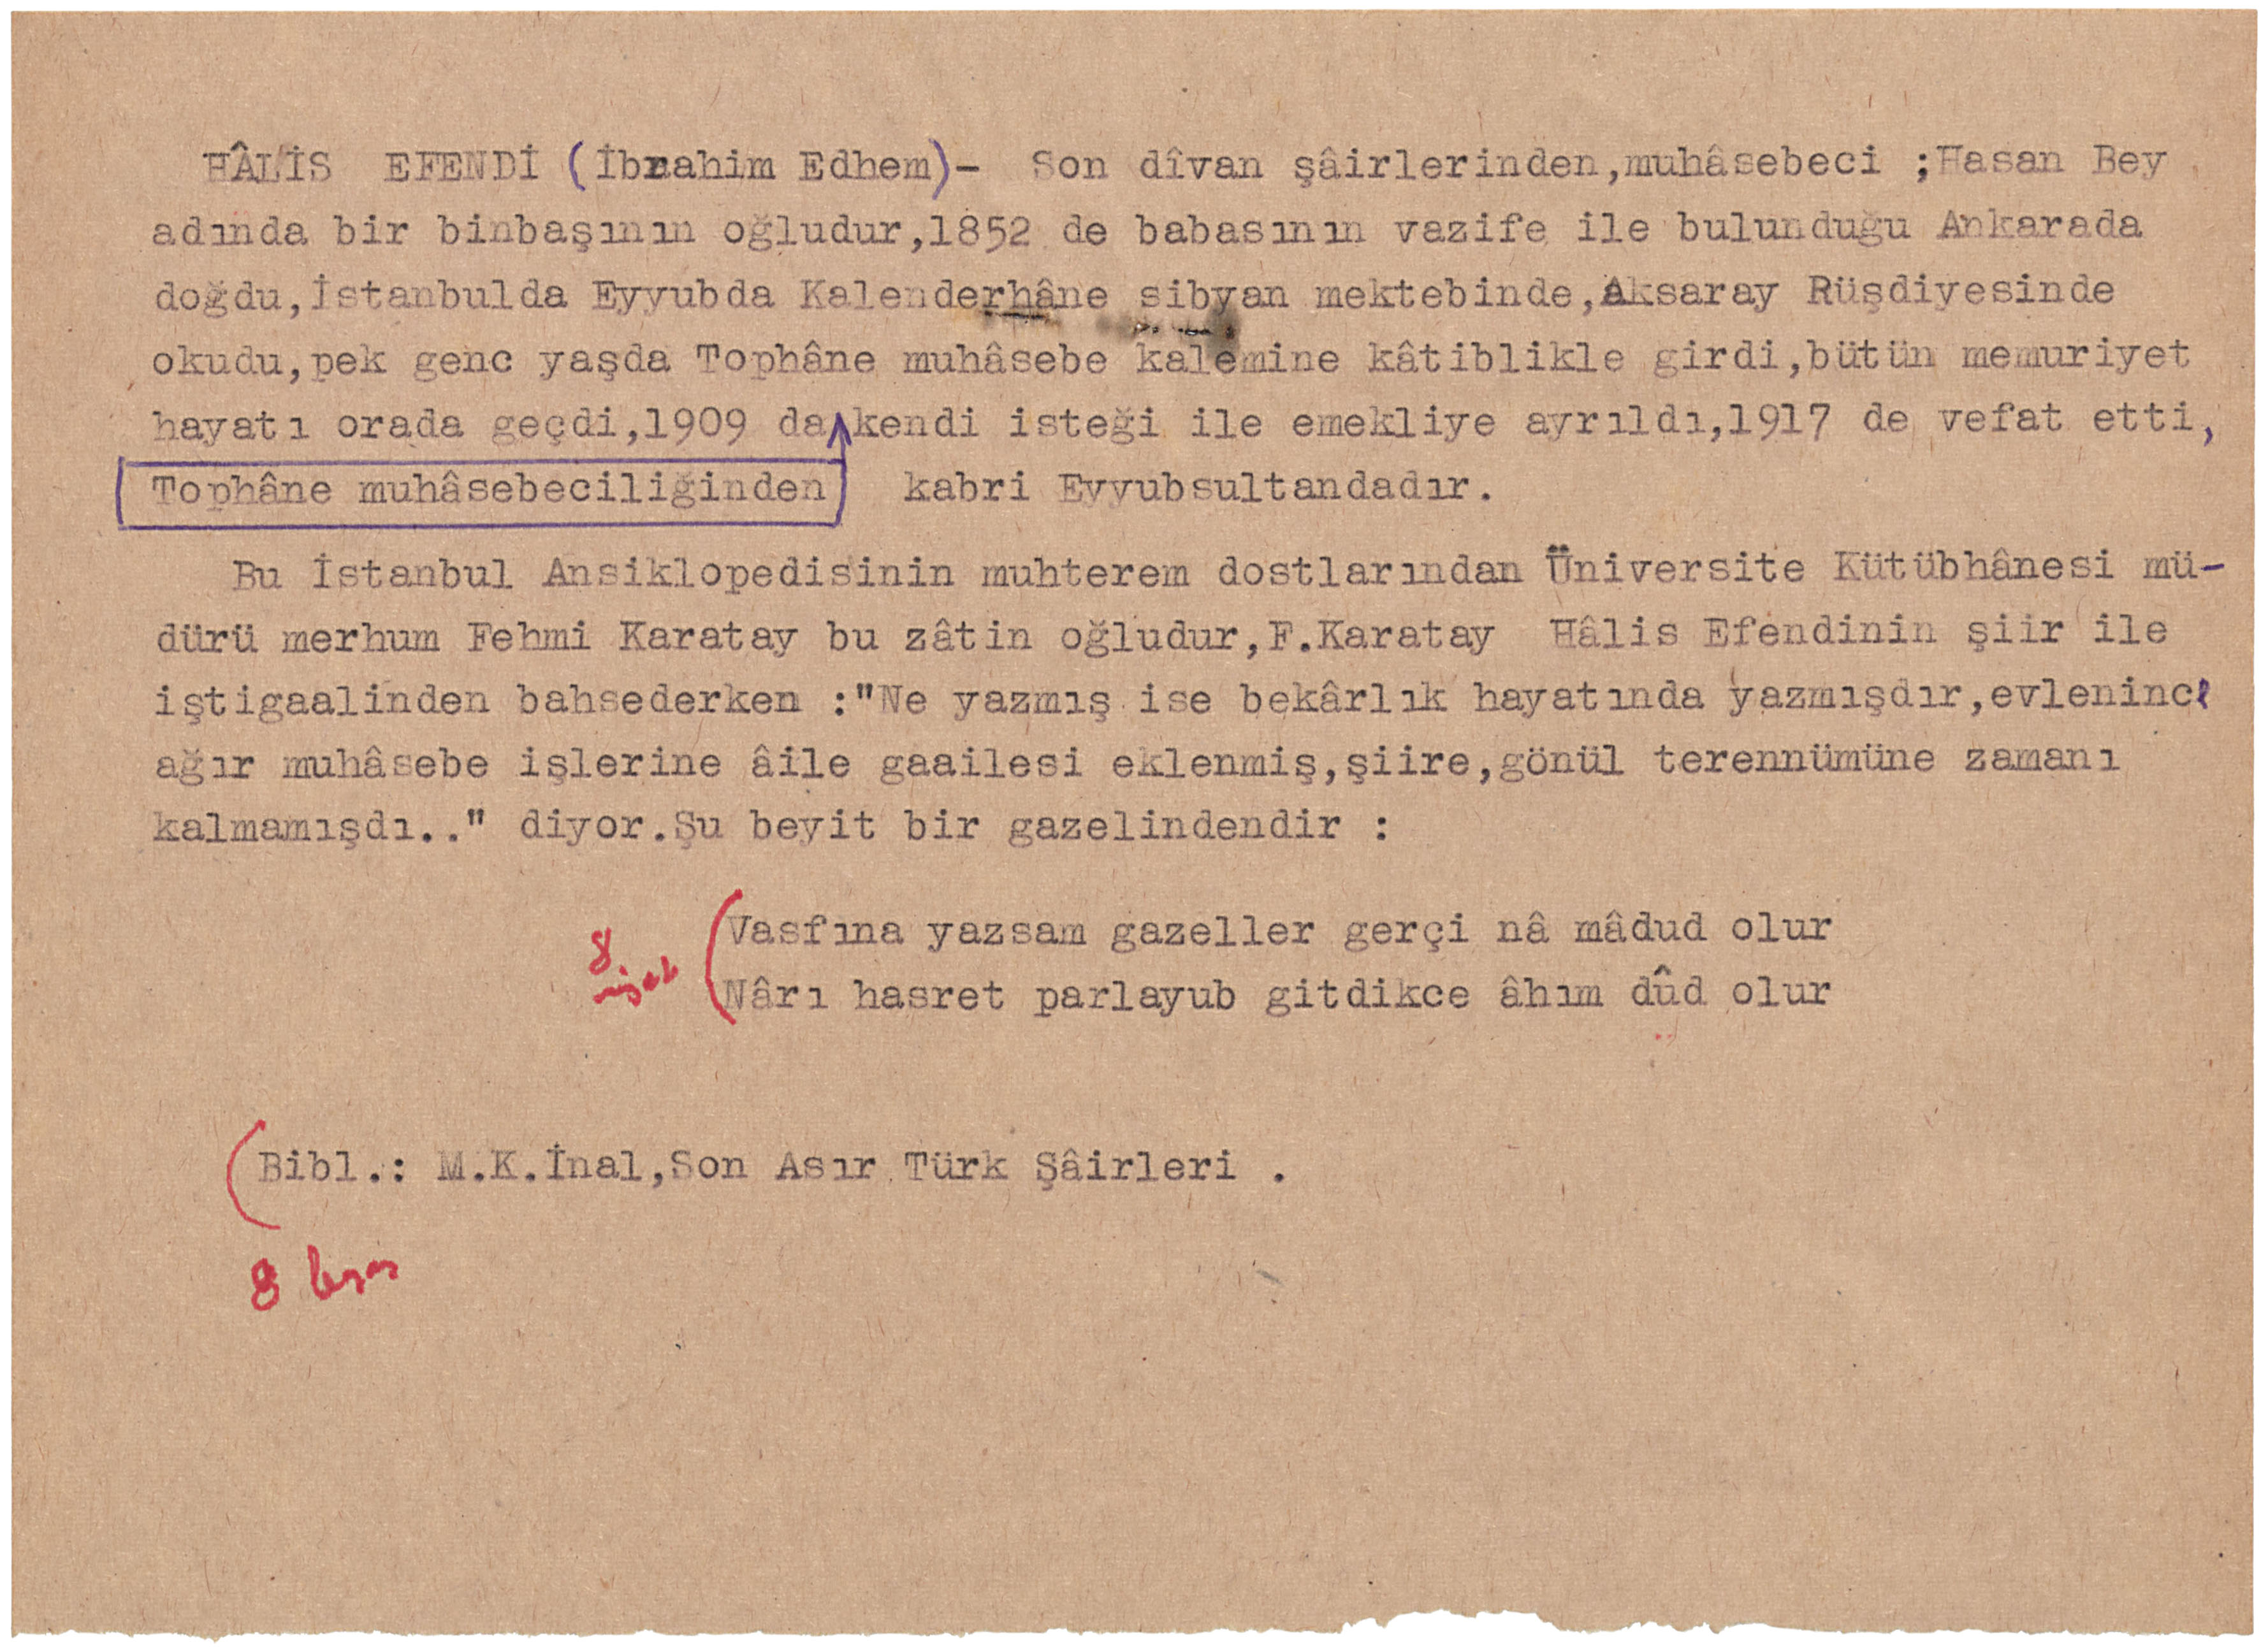 HÂLİS EFENDİ (İbrahim Edhem)- Son dîvan şâirlerinden,muhâsebeci ;Hasan Bey
adında bir binbaşının oğludur,1852 de babasının vazife ile bulunduğu Ankarada
doğdu,İstanbulda Eyyubda Kalenderhâne sibyan mektebinde,Aksaray Rüşdiyesinde
okudu,pek genc yaşda Tophâne muhâsebe kalemine kâtiblikle girdi,bütün memuriyet
hayatı orada geçdi,1909 da kendi isteği ile emekliye ayrıldı,1917 de vefat etti,
Tophâne muhâsebeciliğinden kabri Eyyubsultandadır.
Bu İstanbul Ansiklopedisinin muhterem dostlarından Üniversite Kütübhânesi mü-
dürü merhum Fehmi Karatay bu zâtin oğludur,F.Karatay Hâlis Efendinin şiir ile
iştigaalinden bahsederken :"Ne yazmış ise bekârlık hayatında yazmışdır,evlenince
ağır muhâsebe işlerine âile gaailesi eklenmiş,şiire,gönül terennümüne zamanı
kalmamışdı.." diyor.Şu beyit bir gazelindendir :
Vasfına yazsam gazeller gerçi nâ mâdud olur
8
Nârı hasret parlayub gitdikce âhım dûd olur
(Bibl.: M.K.İnal,Son Asır Türk Şâirleri .
8